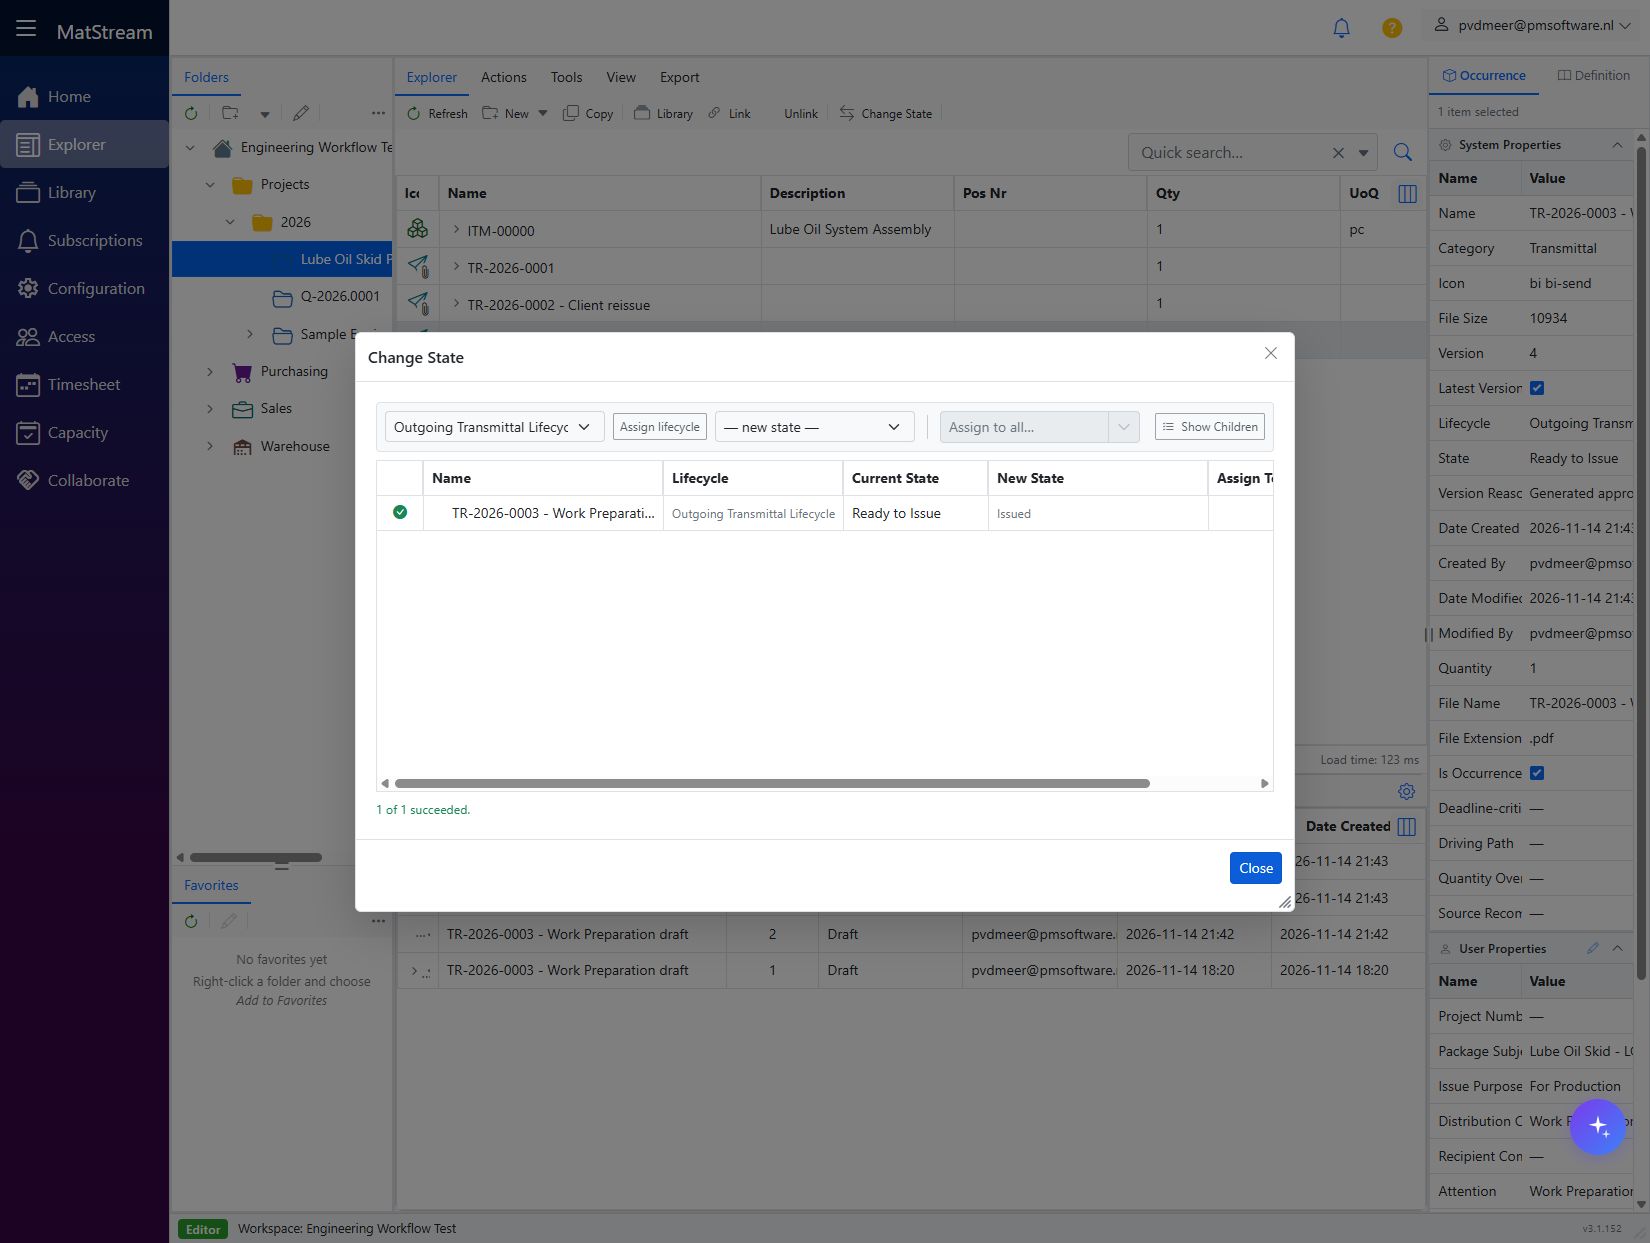 MatStream
pvdmeer@pmsoftware.nl
Home
Explorer
Library
Subscriptions
Configuration
Access
Timesheet
Capacity
Collaborate
Folders
Engineering Workflow Te
Projects
2026
Lube Oil Skid P
Q-2026.0001
Sample
Purchasing
Sales
Warehouse
Favorites
No favorites yet
Right-click a folder and choose
Add to Favorites
Explorer Actions Tools View Export
Refresh New Copy Library Link Unlink Change State
Quick search...
Ico Name Description Pos Nr Qty UoQ
ITM-00000 Lube Oil System Assembly 1 pc
TR-2026-0001 1
TR-2026-0002 - Client reissue 1
Change State
Outgoing Transmittal Lifecyc Assign lifecycle — new state — Assign to all... Show Children
Name Lifecycle Current State New State Assign To
TR-2026-0003 - Work Preparati... Outgoing Transmittal Lifecycle Ready to Issue Issued
1 of 1 succeeded.
Close
Load time: 123 ms
Date Created
26-11-14 21:43
26-11-14 21:43
TR-2026-0003 - Work Preparation draft 2 Draft pvdmeer@pmsoftware. 2026-11-14 21:42 2026-11-14 21:42
TR-2026-0003 - Work Preparation draft 1 Draft pvdmeer@pmsoftware. 2026-11-14 18:20 2026-11-14 18:20
Occurrence Definition
1 item selected
System Properties
Name Value
Name TR-2026-0003 -
Category Transmittal
Icon bi bi-send
File Size 10934
Version 4
Latest Version
Lifecycle Outgoing Transm
State Ready to Issue
Version Reaso Generated appro
Date Created 2026-11-14 21:43
Created By pvdmeer@pmso
Date Modified 2026-11-14 21:43
Modified By pvdmeer@pmso
Quantity 1
File Name TR-2026-0003 -
File Extension .pdf
Is Occurrence
Deadline-criti —
Driving Path —
Quantity Over —
Source Recom —
User Properties
Name Value
Project Numb —
Package Subj Lube Oil Skid - LO
Issue Purpose For Production
Distribution C Work
Recipient Com —
Attention Work Preparation
Editor Workspace: Engineering Workflow Test
v3.1.152